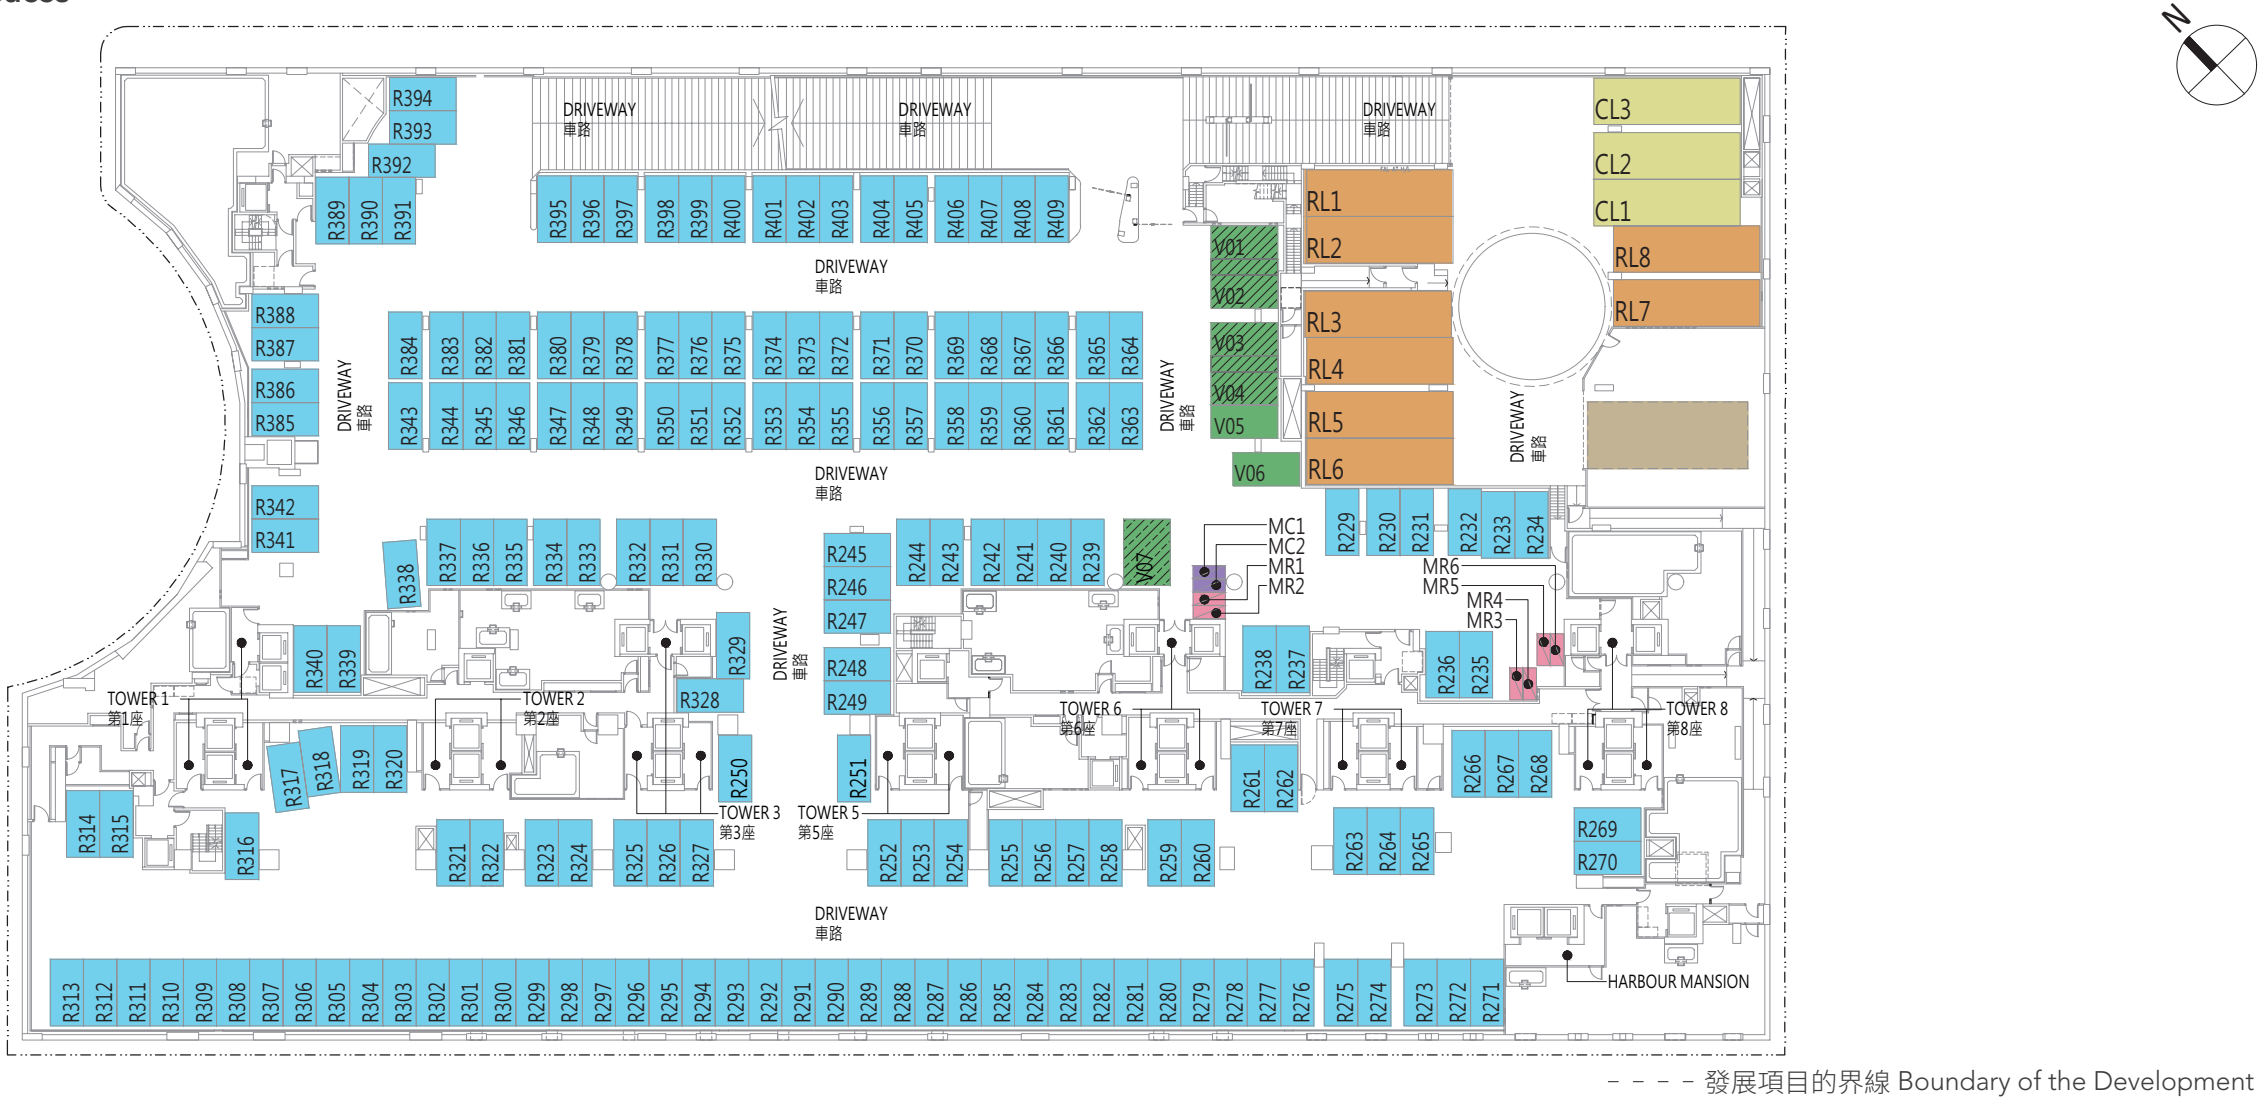 N
R394
R393
R392
DRIVEWAY
車路
DRIVEWAY
車路
DRIVEWAY
車路
CL3
CL2
CL1
R389
R390
R391
R395
R396
R397
R398
R399
R400
R401
R402
R403
R404
R405
R406
R407
R408
R409
RL1
RL2
RL8
RL7
V01
V02
DRIVEWAY
車路
R388
R387
R386
R385
DRIVEWAY
車路
R384
R383
R382
R381
R380
R379
R378
R377
R376
R375
R374
R373
R372
R371
R370
R369
R368
R367
R366
R365
R364
R343
R344
R345
R346
R347
R348
R349
R350
R351
R352
R353
R354
R355
R356
R357
R358
R359
R360
R361
R362
R363
DRIVEWAY
車路
V03
V04
V05
V06
RL3
RL4
RL5
RL6
DRIVEWAY
車路
DRIVEWAY
車路
R342
R341
R338
R337
R336
R335
R334
R333
R332
R331
R330
R245
R246
R247
R248
R249
R244
R243
R242
R241
R240
R239
V07
MC1
MC2
MR1
MR2
R229
R230
R231
R232
R233
R234
MR6
MR5
MR4
MR3
R340
R339
R329
R328
DRIVEWAY
車路
R238
R237
R236
R235
TOWER 1
第1座
TOWER 2
第2座
TOWER 6
第6座
TOWER 7
第7座
TOWER 8
第8座
R317
R318
R319
R320
R250
R251
R261
R262
R266
R267
R268
R314
R315
R316
TOWER 3
第3座
TOWER 5
第5座
R321
R322
R323
R324
R325
R326
R327
R252
R253
R254
R255
R256
R257
R258
R259
R260
R263
R264
R265
R269
R270
DRIVEWAY
車路
R313
R312
R311
R310
R309
R308
R307
R306
R305
R304
R303
R302
R301
R300
R299
R298
R297
R296
R295
R294
R293
R292
R291
R290
R289
R288
R287
R286
R285
R284
R283
R282
R281
R280
R279
R278
R277
R276
R275
R274
R273
R272
R271
HARBOUR MANSION
發展項目的界線 Boundary of the Development